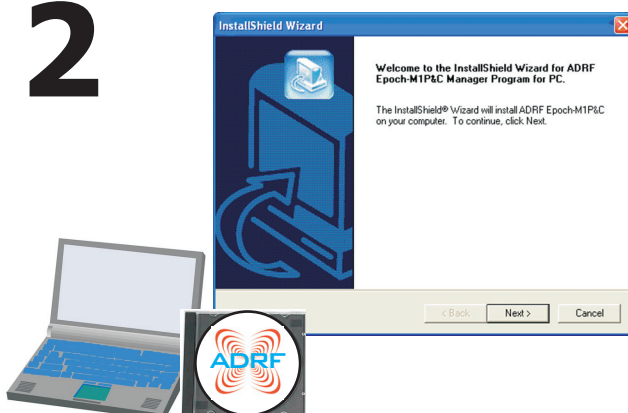 2
InstallShield Wizard
Welcome to the InstallShield Wizard for ADRF
Epoch-M1P&C Manager Program for PC.
The InstallShield® Wizard will install ADRF Epoch-M1P&C
on your computer. To continue, click Next.
< Back
Next >
Cancel
ADRF